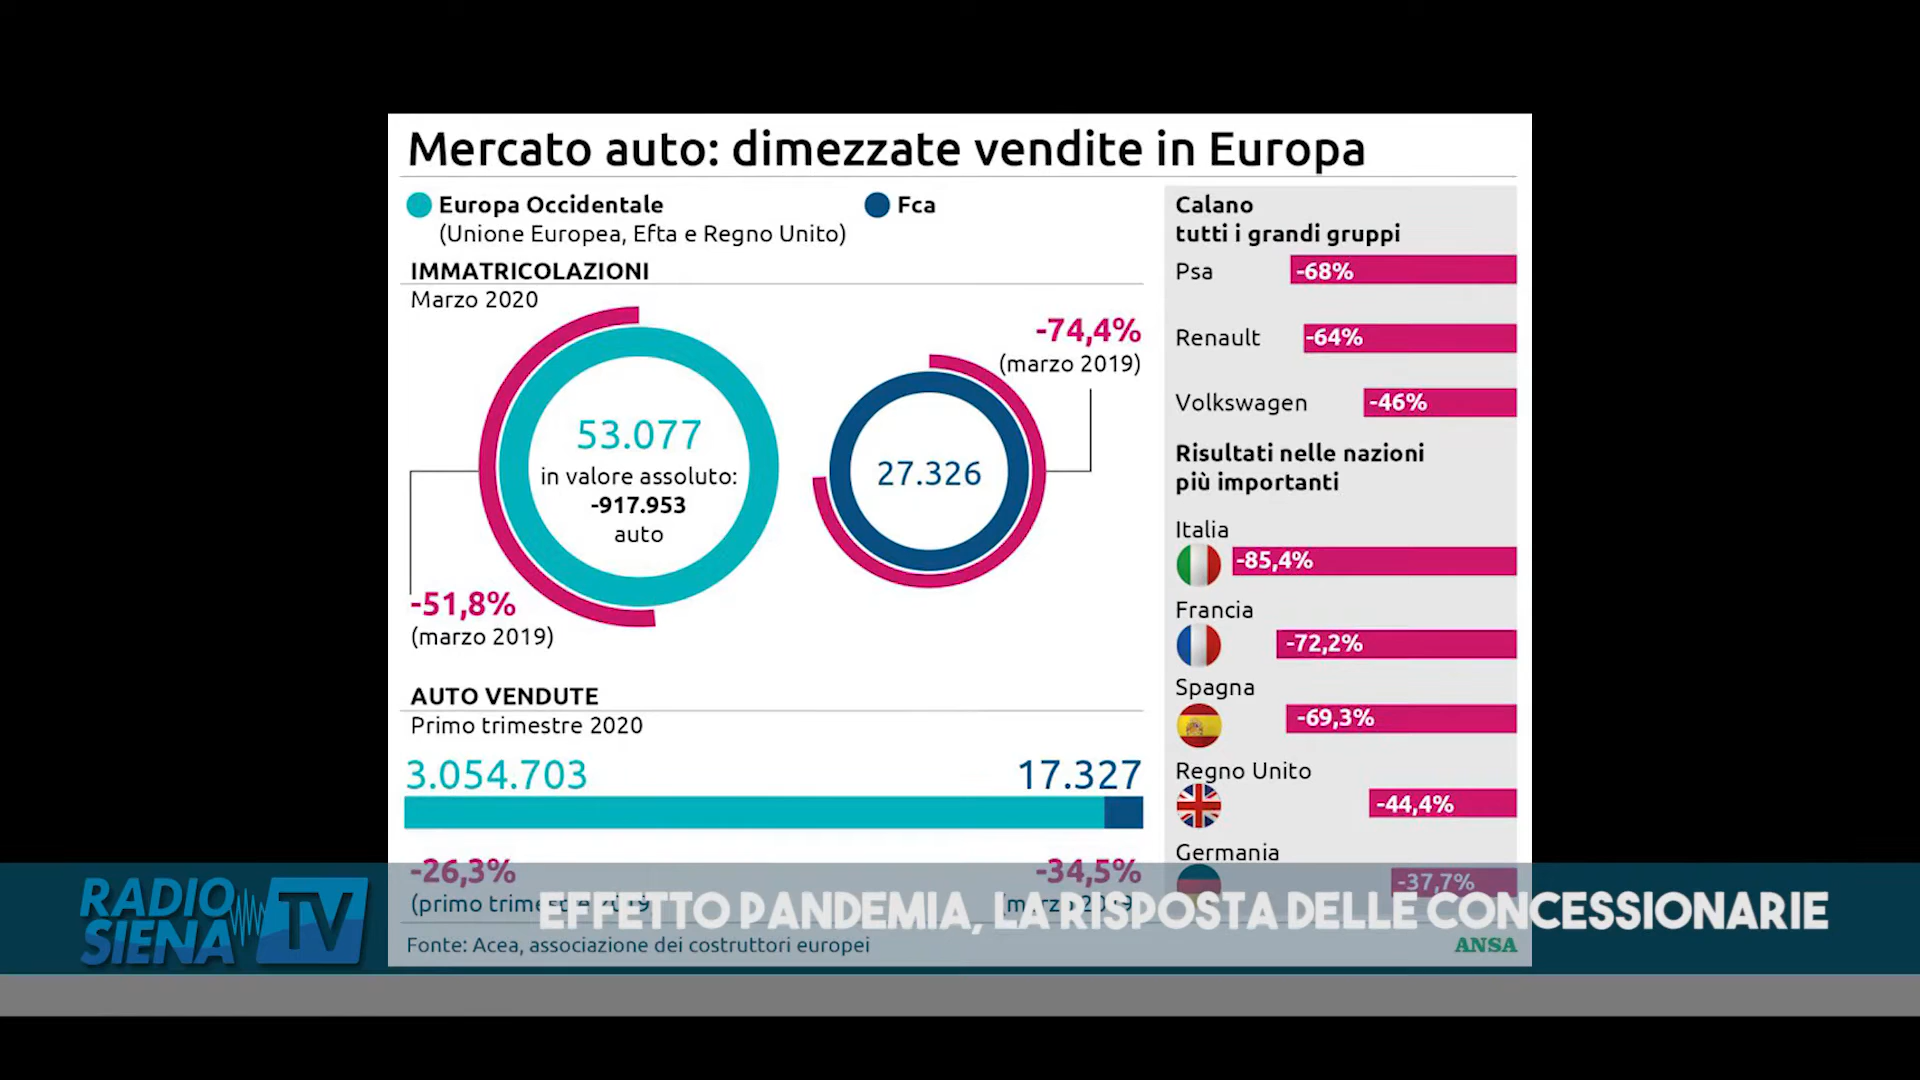 Mercato auto: dimezzate vendite in Europa
Europa Occidentale
(Unione Europea, Efta e Regno Unito)
Fca
IMMATRICOLAZIONI
Marzo 2020
53.077
in valore assoluto:
-917.953
auto
-51,8%
(marzo 2019)
-74,4%
(marzo 2019)
27.326
AUTO VENDUTE
Primo trimestre 2020
3.054.703
17.327
-26,3%
(primo trimestre 2019)
-34,5%
(marzo 2019)
Calano
tutti i grandi gruppi
Psa
-68%
Renault
-64%
Volkswagen
-46%
Risultati nelle nazioni
più importanti
Italia
-85,4%
Francia
-72,2%
Spagna
-69,3%
Regno Unito
-44,4%
Germania
-37,7%
Fonte: Acea, associazione dei costruttori europei
ANSA
RADIO
SIENA
TV
EFFETTO PANDEMIA, LA RISPOSTA DELLE CONCESSIONARIE